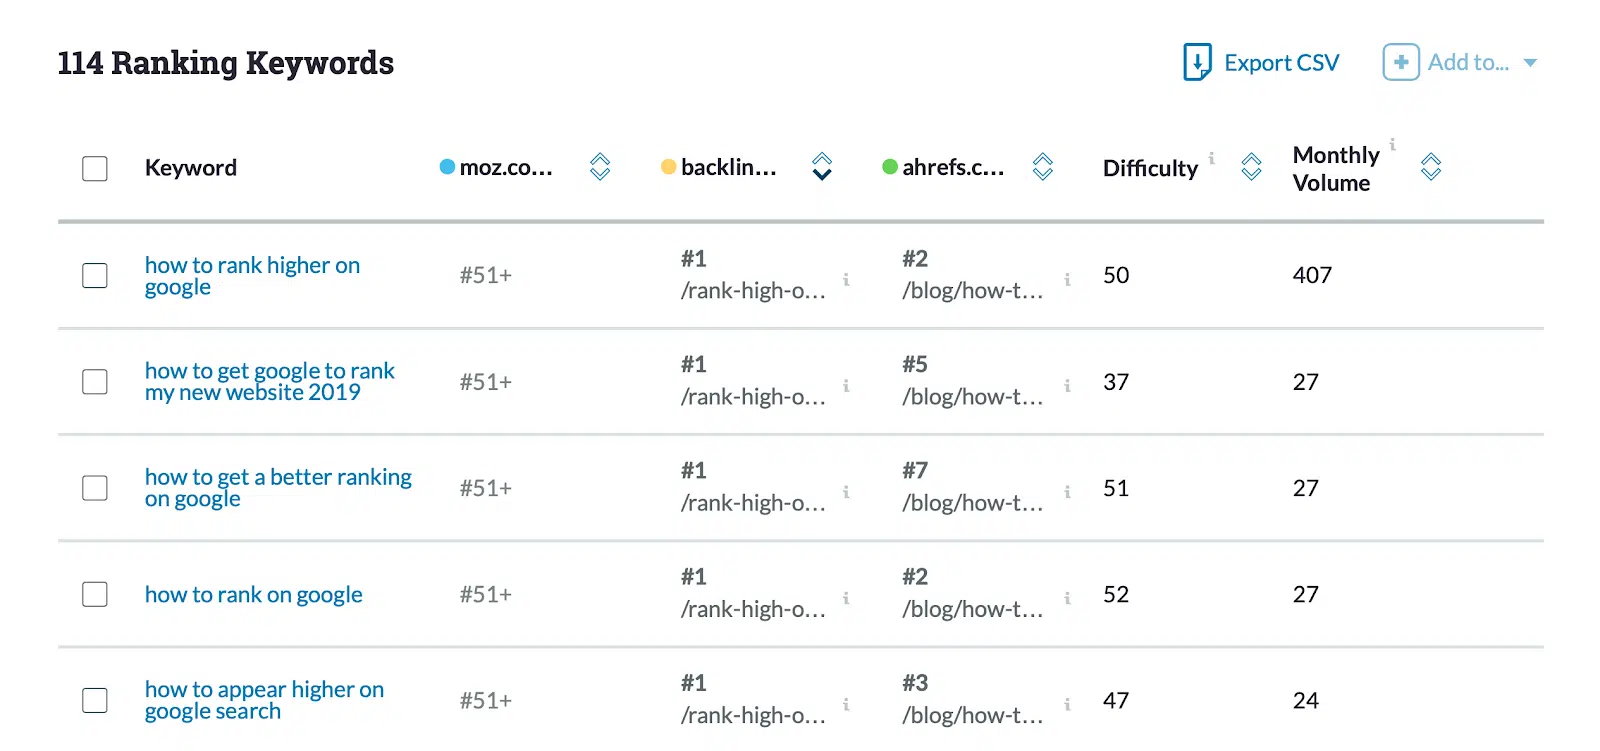 114 Ranking Keywords
Export CSV
Add to...
Keyword
moz.co...
backlin...
ahrefs.c...
Difficulty
Monthly
Volume
how to rank higher on
google
#51+
#1
/rank-high-o...
#2
/blog/how-t...
50
407
how to get google to rank
my new website 2019
#51+
#1
/rank-high-o...
#5
/blog/how-t...
37
27
how to get a better ranking
on google
#51+
#1
/rank-high-o...
#7
/blog/how-t...
51
27
how to rank on google
#51+
#1
/rank-high-o...
#2
/blog/how-t...
52
27
how to appear higher on
google search
#51+
#1
/rank-high-o...
#3
/blog/how-t...
47
24